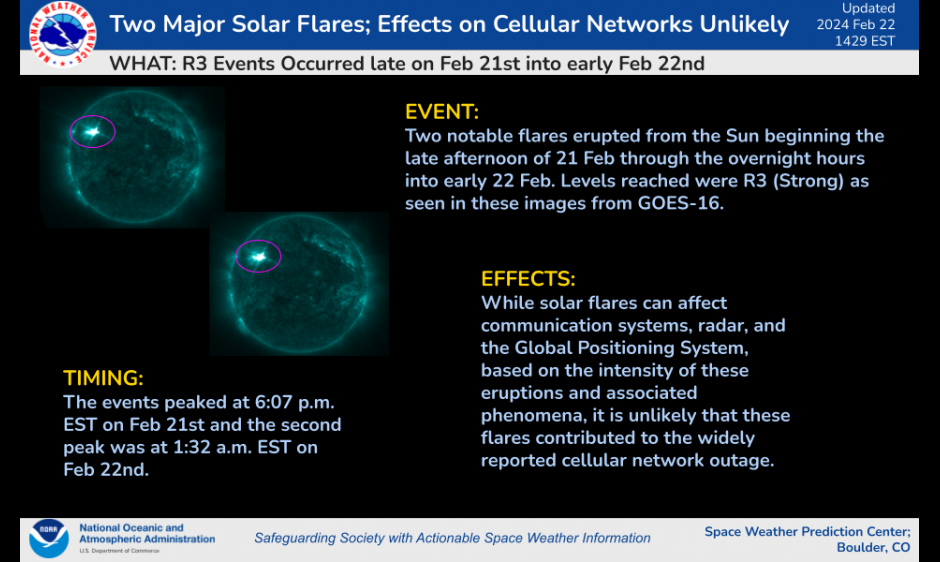 Two Major Solar Flares; Effects on Cellular Networks Unlikely
Updated
2024 Feb 22
1429 EST
NATIONAL WEATHER SERVICE
WHAT: R3 Events Occurred late on Feb 21st into early Feb 22nd
EVENT:
Two notable flares erupted from the Sun beginning the
late afternoon of 21 Feb through the overnight hours
into early 22 Feb. Levels reached were R3 (Strong) as
seen in these images from GOES-16.
EFFECTS:
While solar flares can affect
communication systems, radar, and
the Global Positioning System,
based on the intensity of these
eruptions and associated
phenomena, it is unlikely that these
flares contributed to the widely
reported cellular network outage.
TIMING:
The events peaked at 6:07 p.m.
EST on Feb 21st and the second
peak was at 1:32 a.m. EST on
Feb 22nd.
NOAA
National Oceanic and
Atmospheric Administration
U.S. Department of Commerce
Safeguarding Society with Actionable Space Weather Information
Space Weather Prediction Center;
Boulder, CO